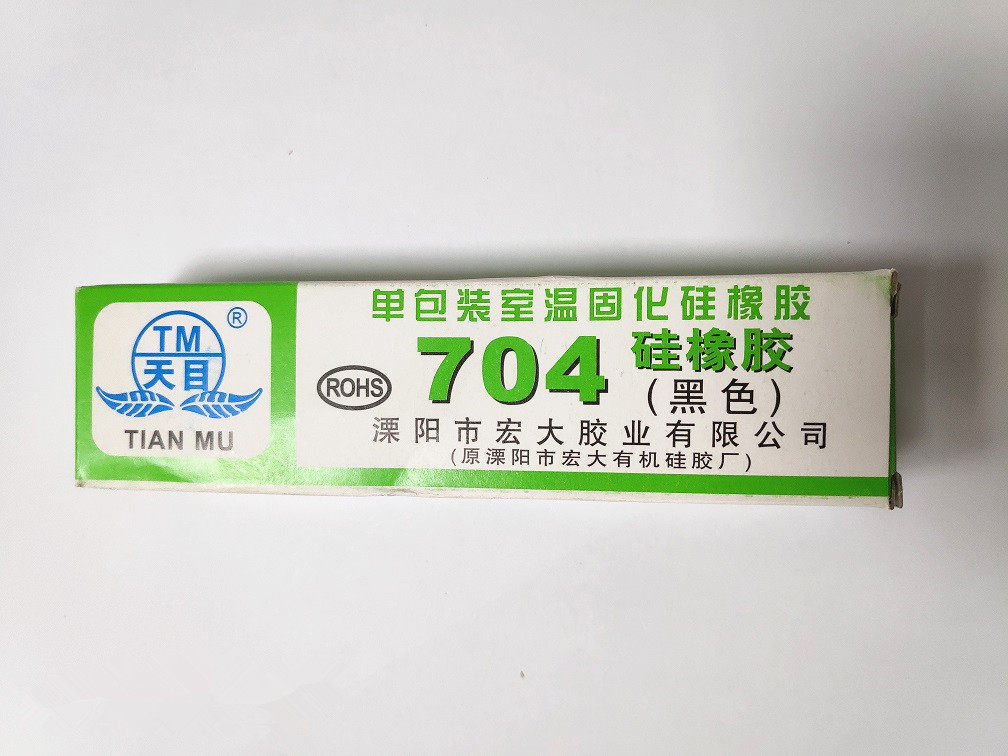 TM
天目
®
TIAN MU
单包装室温固化硅橡胶
ROHS
704 硅橡胶
(黑色)
溧阳市宏大胶业有限公司
(原溧阳市宏大有机硅胶厂)